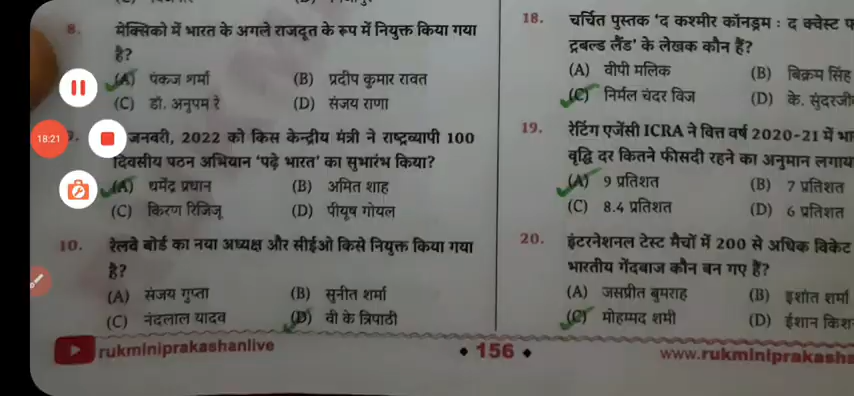 8. मेक्सिको में भारत के अगले राजदूत के रूप में नियुक्त किया गया
है?
(A) पंकज शर्मा (B) प्रदीप कुमार रावत
(C) डॉ. अनुपम रे (D) संजय राणा
18:21
9. जनवरी, 2022 को किस केन्द्रीय मंत्री ने राष्ट्रव्यापी 100
दिवसीय पठन अभियान ‘पढ़े भारत’ का सुभारंभ किया?
(A) धर्मेंद्र प्रधान (B) अमित शाह
(C) किरण रिजिजू (D) पीयूष गोयल
10. रेलवे बोर्ड का नया अध्यक्ष और सीईओ किसे नियुक्त किया गया
है?
(A) संजय गुप्ता (B) सुनीत शर्मा
(C) नंदलाल यादव (D) वी के त्रिपाठी
18. चर्चित पुस्तक ‘द कश्मीर कॉनड्रम : द क्वेस्ट
द्रबल्ड लैंड’ के लेखक कौन हैं?
(A) वीपी मलिक (B) बिक्रम सिंह
(C) निर्मल चंदर विज (D) के. सुंदरजी
19. रेटिंग एजेंसी ICRA ने वित्त वर्ष 2020-21 में
वृद्धि दर कितने फीसदी रहने का अनुमान लगाय
(A) 9 प्रतिशत (B) 7 प्रतिशत
(C) 8.4 प्रतिशत (D) 6 प्रतिशत
20. इंटरनेशनल टेस्ट मैचों में 200 से अधिक विकेट
भारतीय गेंदबाज कौन बन गए हैं?
(A) जसप्रीत बुमराह (B) इशांत शर्मा
(C) मोहम्मद शमी (D) ईशान किश
rukminiprakashanlive
156
www.rukminiprakasha